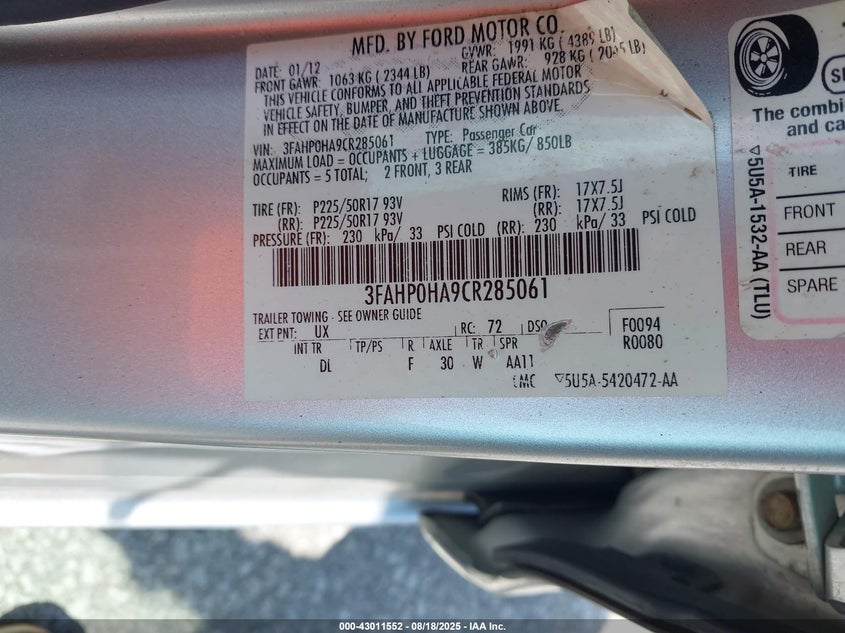 MFD. BY FORD MOTOR CO.
DATE: 01/12
GVWR: 1991 KG (4389 LB)
FRONT GAWR: 1063 KG (2344 LB)
REAR GAWR: 928 KG (2045 LB)
THIS VEHICLE CONFORMS TO ALL APPLICABLE FEDERAL MOTOR
VEHICLE SAFETY, BUMPER, AND THEFT PREVENTION STANDARDS
IN EFFECT ON THE DATE OF MANUFACTURE SHOWN ABOVE.
VIN: 3FAHP0HA9CR285061 TYPE: Passenger Car
MAXIMUM LOAD = OCCUPANTS + LUGGAGE = 385KG/ 850LB
OCCUPANTS = 5 TOTAL; 2 FRONT, 3 REAR
TIRE (FR): P225/50R17 93V RIMS (FR): 17X7.5J
(RR): P225/50R17 93V (RR): 17X7.5J
PRESSURE (FR): 230 kPa/ 33 PSI COLD (RR): 230 kPa/ 33 PSI COLD
3FAHP0HA9CR285061
TRAILER TOWING - SEE OWNER GUIDE
EXT PNT: UX RC: 72 DSO F0094
INT TR TP/PS R AXLE TR SPR R0080
DL F 30 W AA11
▽5U5A-5420472-AA
The combi
and ca
▽5U5A-1532-AA (TLU)
TIRE
FRONT
REAR
SPARE
000-43011552 - 08/18/2025 - IAA Inc.